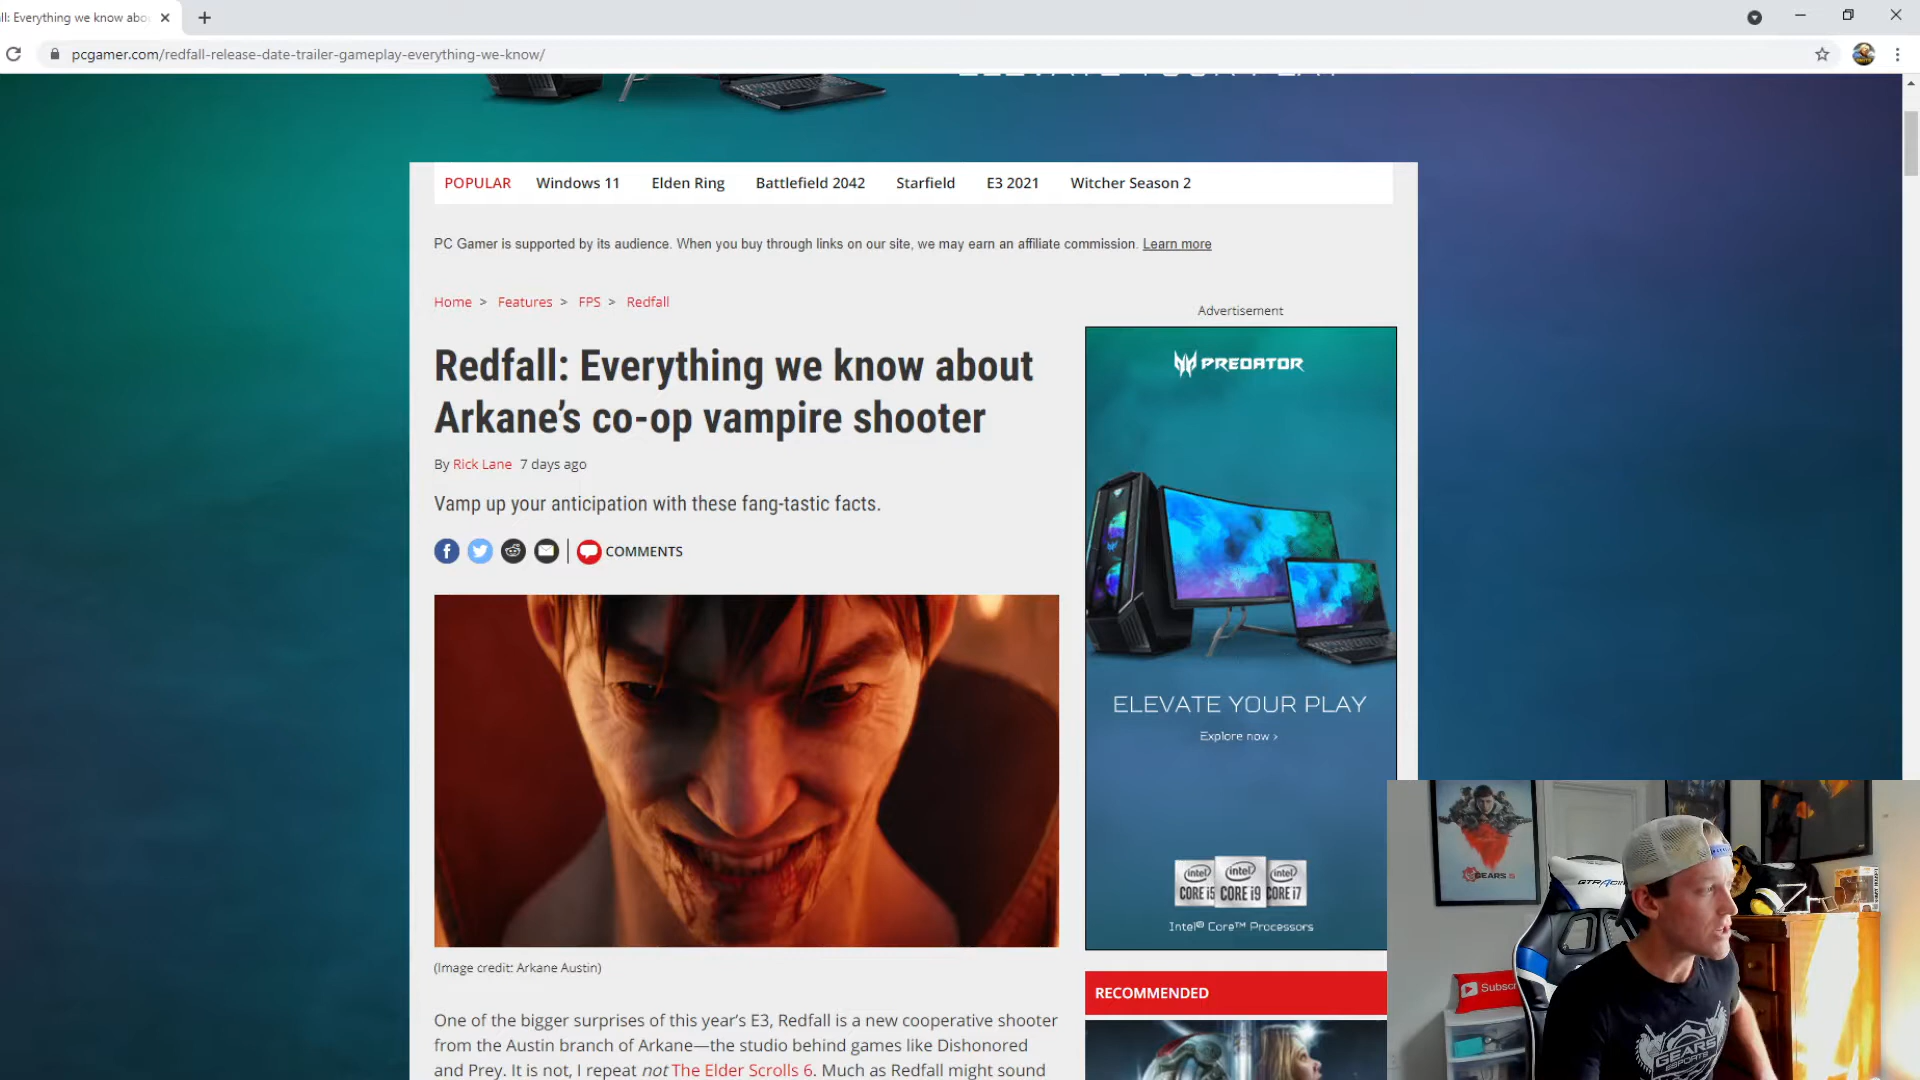 ll: Everything we know abo
pcgamer.com/redfall-release-date-trailer-gameplay-everything-we-know/
ELEVATE YOUR PLAY
POPULAR Windows 11 Elden Ring Battlefield 2042 Starfield E3 2021 Witcher Season 2
PC Gamer is supported by its audience. When you buy through links on our site, we may earn an affiliate commission. Learn more
Home > Features > FPS > Redfall
Advertisement
Redfall: Everything we know about
Arkane’s co-op vampire shooter
By Rick Lane 7 days ago
Vamp up your anticipation with these fang-tastic facts.
COMMENTS
PREDATOR
ELEVATE YOUR PLAY
Explore now ›
intel CORE i5 intel CORE i9 intel CORE i7
Intel® Core™ Processors
(Image credit: Arkane Austin)
RECOMMENDED
One of the bigger surprises of this year’s E3, Redfall is a new cooperative shooter
from the Austin branch of Arkane—the studio behind games like Dishonored
and Prey. It is not, I repeat not The Elder Scrolls 6. Much as Redfall might sound
GEARS 5
GTRACIN
Subscr
GEARS
ESPORTS